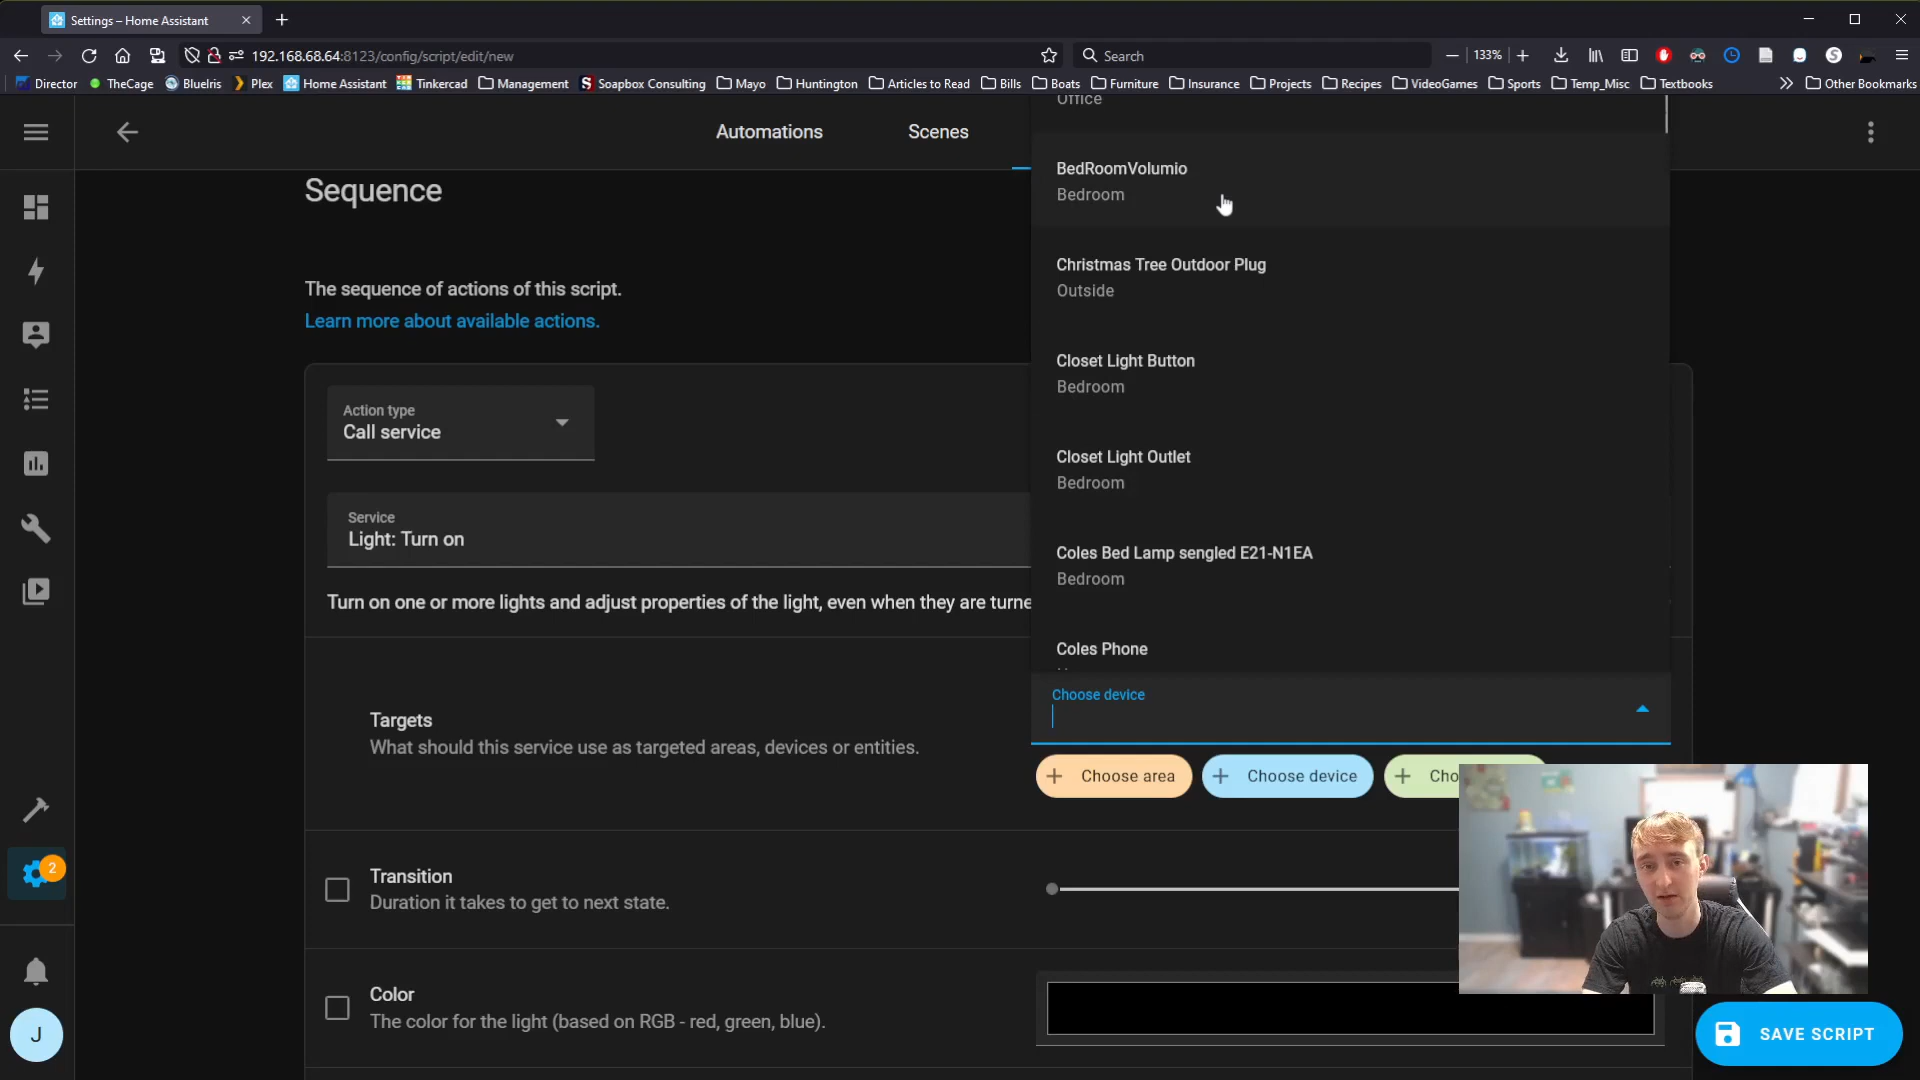 Settings – Home Assistant
192.168.68.64:8123/config/script/edit/new
Search
133%
Director
TheCage
BlueIris
Plex
Home Assistant
Tinkercad
Management
Soapbox Consulting
Mayo
Huntington
Articles to Read
Bills
Boats
Furniture
Insurance
Projects
Recipes
VideoGames
Sports
Temp_Misc
Textbooks
Other Bookmarks
Automations
Scenes
Office
Sequence
BedRoomVolumio
Bedroom
Christmas Tree Outdoor Plug
Outside
The sequence of actions of this script.
Learn more about available actions.
Closet Light Button
Bedroom
Action type
Call service
Closet Light Outlet
Bedroom
Service
Light: Turn on
Coles Bed Lamp sengled E21-N1EA
Bedroom
Turn on one or more lights and adjust properties of the light, even when they are turne
Coles Phone
Choose device
Targets
What should this service use as targeted areas, devices or entities.
Choose area
Choose device
Cho
Transition
Duration it takes to get to next state.
2
Color
The color for the light (based on RGB - red, green, blue).
J
SAVE SCRIPT